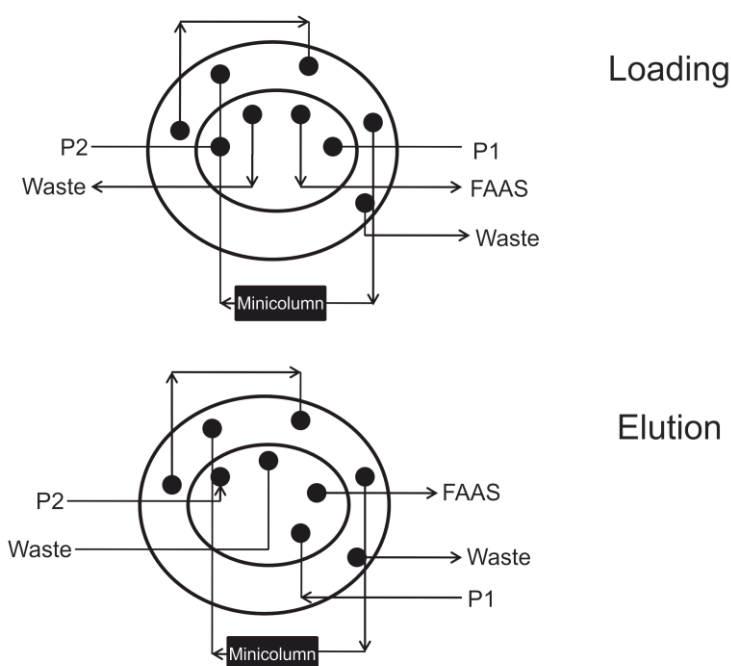 Loading
P2
P1
Waste
FAAS
Waste
Minicolumn
Elution
P2
FAAS
Waste
Waste
P1
Minicolumn